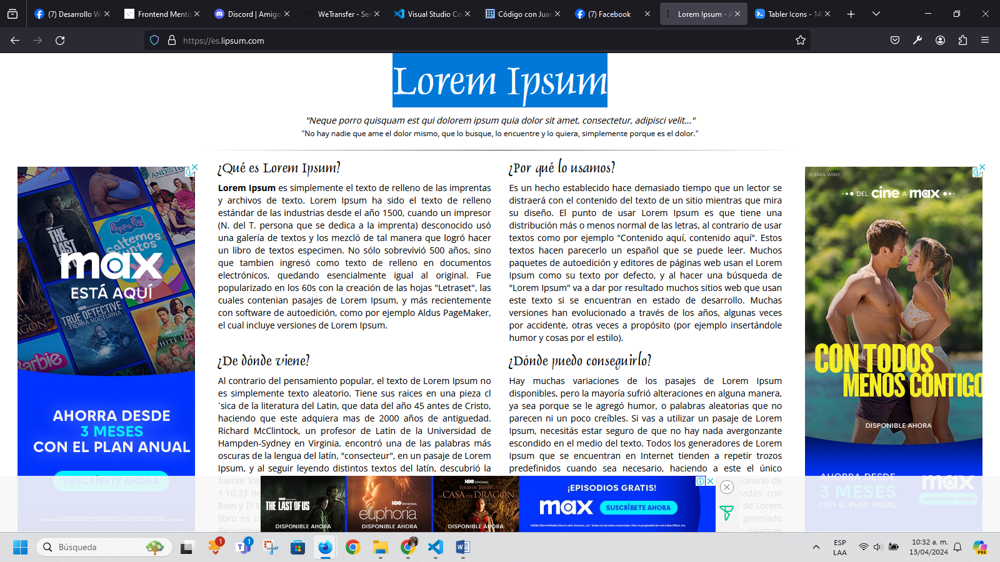 (7) Desarrollo W
Frontend Mento
Discord | Amigo
WeTransfer - Sen
Visual Studio Co
Código con Juan
(7) Facebook
Lorem Ipsum - A
Tabler Icons - 14
https://es.lipsum.com
Lorem Ipsum
"Neque porro quisquam est qui dolorem ipsum quia dolor sit amet, consectetur, adipisci velit..."
"No hay nadie que ame el dolor mismo, que lo busque, lo encuentre y lo quiera, simplemente porque es el dolor."
¿Qué es Lorem Ipsum?
Lorem Ipsum es simplemente el texto de relleno de las imprentas
y archivos de texto. Lorem Ipsum ha sido el texto de relleno
estándar de las industrias desde el año 1500, cuando un impresor
(N. del T. persona que se dedica a la imprenta) desconocido usó
una galería de textos y los mezcló de tal manera que logró hacer
un libro de textos especimen. No sólo sobrevivió 500 años, sino
que tambien ingresó como texto de relleno en documentos
electrónicos, quedando esencialmente igual al original. Fue
popularizado en los 60s con la creación de las hojas "Letraset", las
cuales contenian pasajes de Lorem Ipsum, y más recientemente
con software de autoedición, como por ejemplo Aldus PageMaker,
el cual incluye versiones de Lorem Ipsum.
¿Por qué lo usamos?
Es un hecho establecido hace demasiado tiempo que un lector se
distraerá con el contenido del texto de un sitio mientras que mira
su diseño. El punto de usar Lorem Ipsum es que tiene una
distribución más o menos normal de las letras, al contrario de usar
textos como por ejemplo "Contenido aquí, contenido aquí". Estos
textos hacen parecerlo un español que se puede leer. Muchos
paquetes de autoedición y editores de páginas web usan el Lorem
Ipsum como su texto por defecto, y al hacer una búsqueda de
"Lorem Ipsum" va a dar por resultado muchos sitios web que usan
este texto si se encuentran en estado de desarrollo. Muchas
versiones han evolucionado a través de los años, algunas veces
por accidente, otras veces a propósito (por ejemplo insertándole
humor y cosas por el estilo).
¿De dónde viene?
Al contrario del pensamiento popular, el texto de Lorem Ipsum no
es simplemente texto aleatorio. Tiene sus raices en una pieza cl
´sica de la literatura del Latin, que data del año 45 antes de Cristo,
haciendo que este adquiera mas de 2000 años de antiguedad.
Richard McClintock, un profesor de Latin de la Universidad de
Hampden-Sydney en Virginia, encontró una de las palabras más
oscuras de la lengua del latín, "consecteur", en un pasaje de Lorem
Ipsum, y al seguir leyendo distintos textos del latín, descubrió la
fuente
1.10.33 de
Bien y El M
libro es
¿Dónde puedo conseguirlo?
Hay muchas variaciones de los pasajes de Lorem Ipsum
disponibles, pero la mayoría sufrió alteraciones en alguna manera,
ya sea porque se le agregó humor, o palabras aleatorias que no
parecen ni un poco creíbles. Si vas a utilizar un pasaje de Lorem
Ipsum, necesitás estar seguro de que no hay nada avergonzante
escondido en el medio del texto. Todos los generadores de Lorem
Ipsum que se encuentran en Internet tienden a repetir trozos
predefinidos cuando sea necesario, haciendo a este el único
de
con
de Lorem
generado
palabras
THE LAST OF
Peppa Pig
Saltemos
max
ESTÁ AQUÍ
HBO ORIGINAL
TRUE DETECTIVE
TIERRA NOCTURNA
THE
WHITE LOT
Barbie
AHORRA DESDE
3 MESES
CON EL PLAN ANUAL
SUSCRÍBETE AHORA
© 2024 WBEI
DEL cine A max
CON TODOS
MENOS CONTIGO
DISPONIBLE AHORA
AHORRA DESDE
3 MESES
CON EL PLAN ANUAL
max
SUSCRÍBETE AHORA
HBO ORIGINAL
THE LAST OF US
DISPONIBLE AHORA
HBO ORIGINAL
euphoria
DISPONIBLE AHORA
HBO ORIGINAL
JUEGO DE TRONOS
LA CASA DEL DRAGÓN
DISPONIBLE AHORA
¡EPISODIOS GRATIS!
max
SUSCRÍBETE AHORA
Búsqueda
1
1
ESP
LAA
10:32 a. m.
13/04/2024
PRE